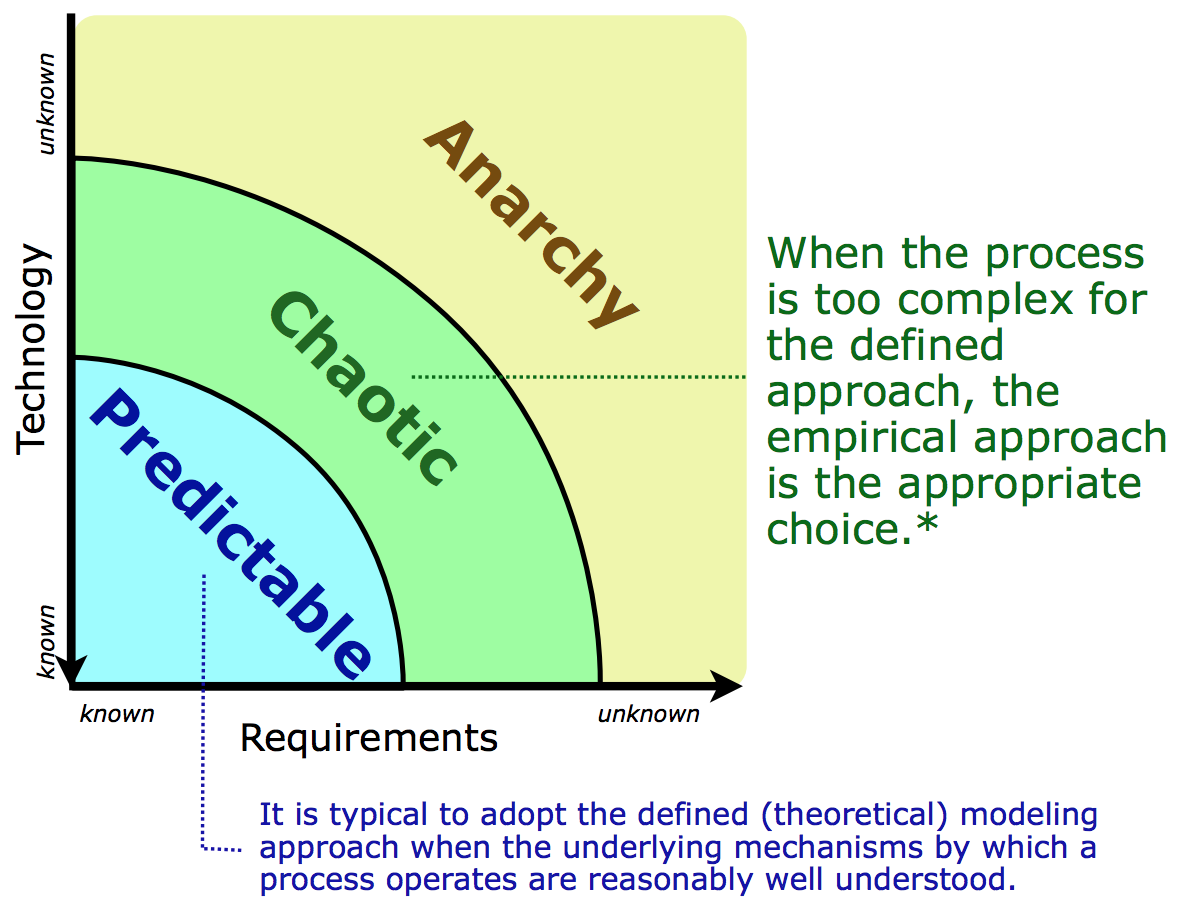 unknown
Technology
known
Anarchy
Chaotic
Predictable
known
unknown
Requirements
When the process
is too complex for
the defined
approach, the
empirical approach
is the appropriate
choice.*
It is typical to adopt the defined (theoretical) modeling
approach when the underlying mechanisms by which a
process operates are reasonably well understood.